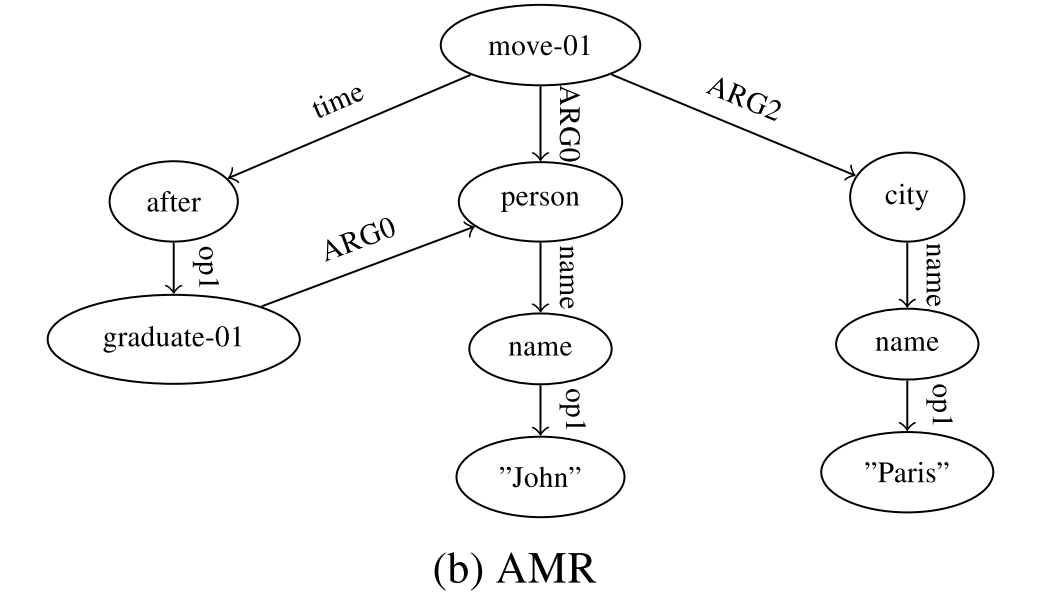 move-01
time
ARG0
ARG2
after
person
city
op1
ARG0
name
name
graduate-01
name
name
op1
op1
”John”
”Paris”
(b) AMR